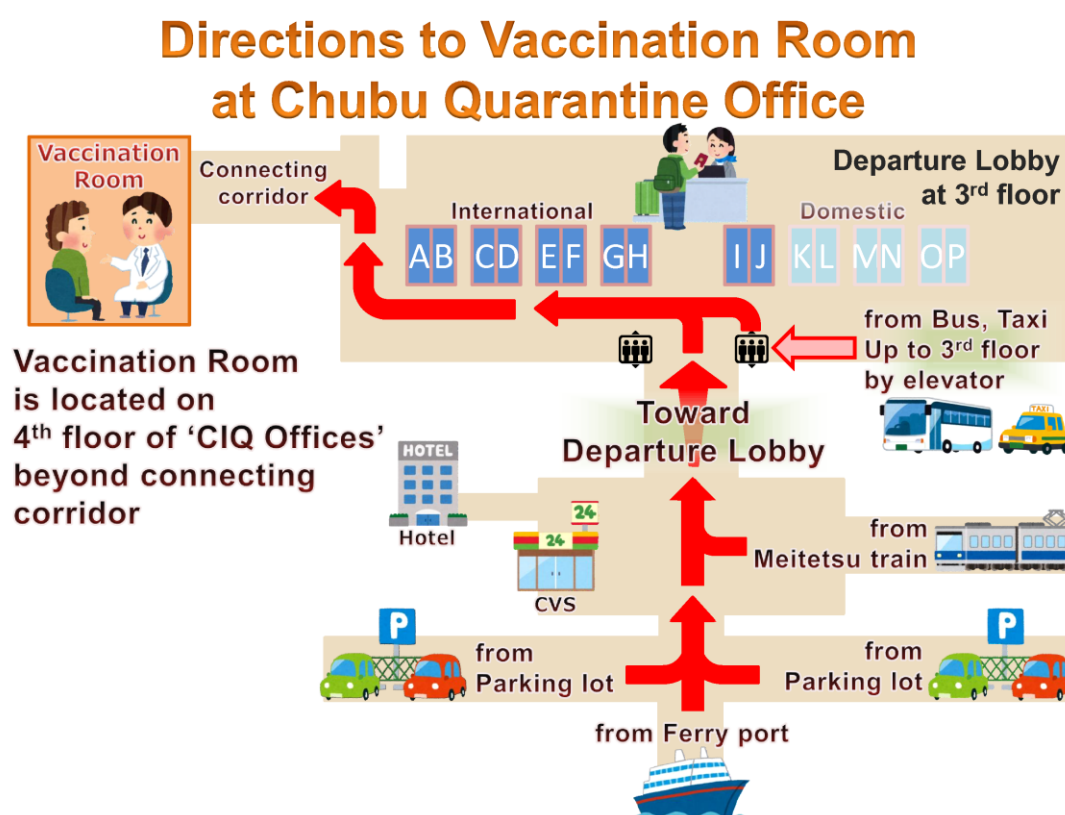 Directions to Vaccination Room
at Chubu Quarantine Office
Vaccination
Room
Connecting
corridor
Departure Lobby
at 3rd floor
International
Domestic
AB CD EF GH IJ KL MN OP
from Bus, Taxi
Up to 3rd floor
by elevator
TAXI
Vaccination Room
is located on
4th floor of ‘CIQ Offices’
beyond connecting
corridor
Toward
Departure Lobby
HOTEL
Hotel
24
24
CVS
from
Meitetsu train
P
from
Parking lot
P
from
Parking lot
from Ferry port